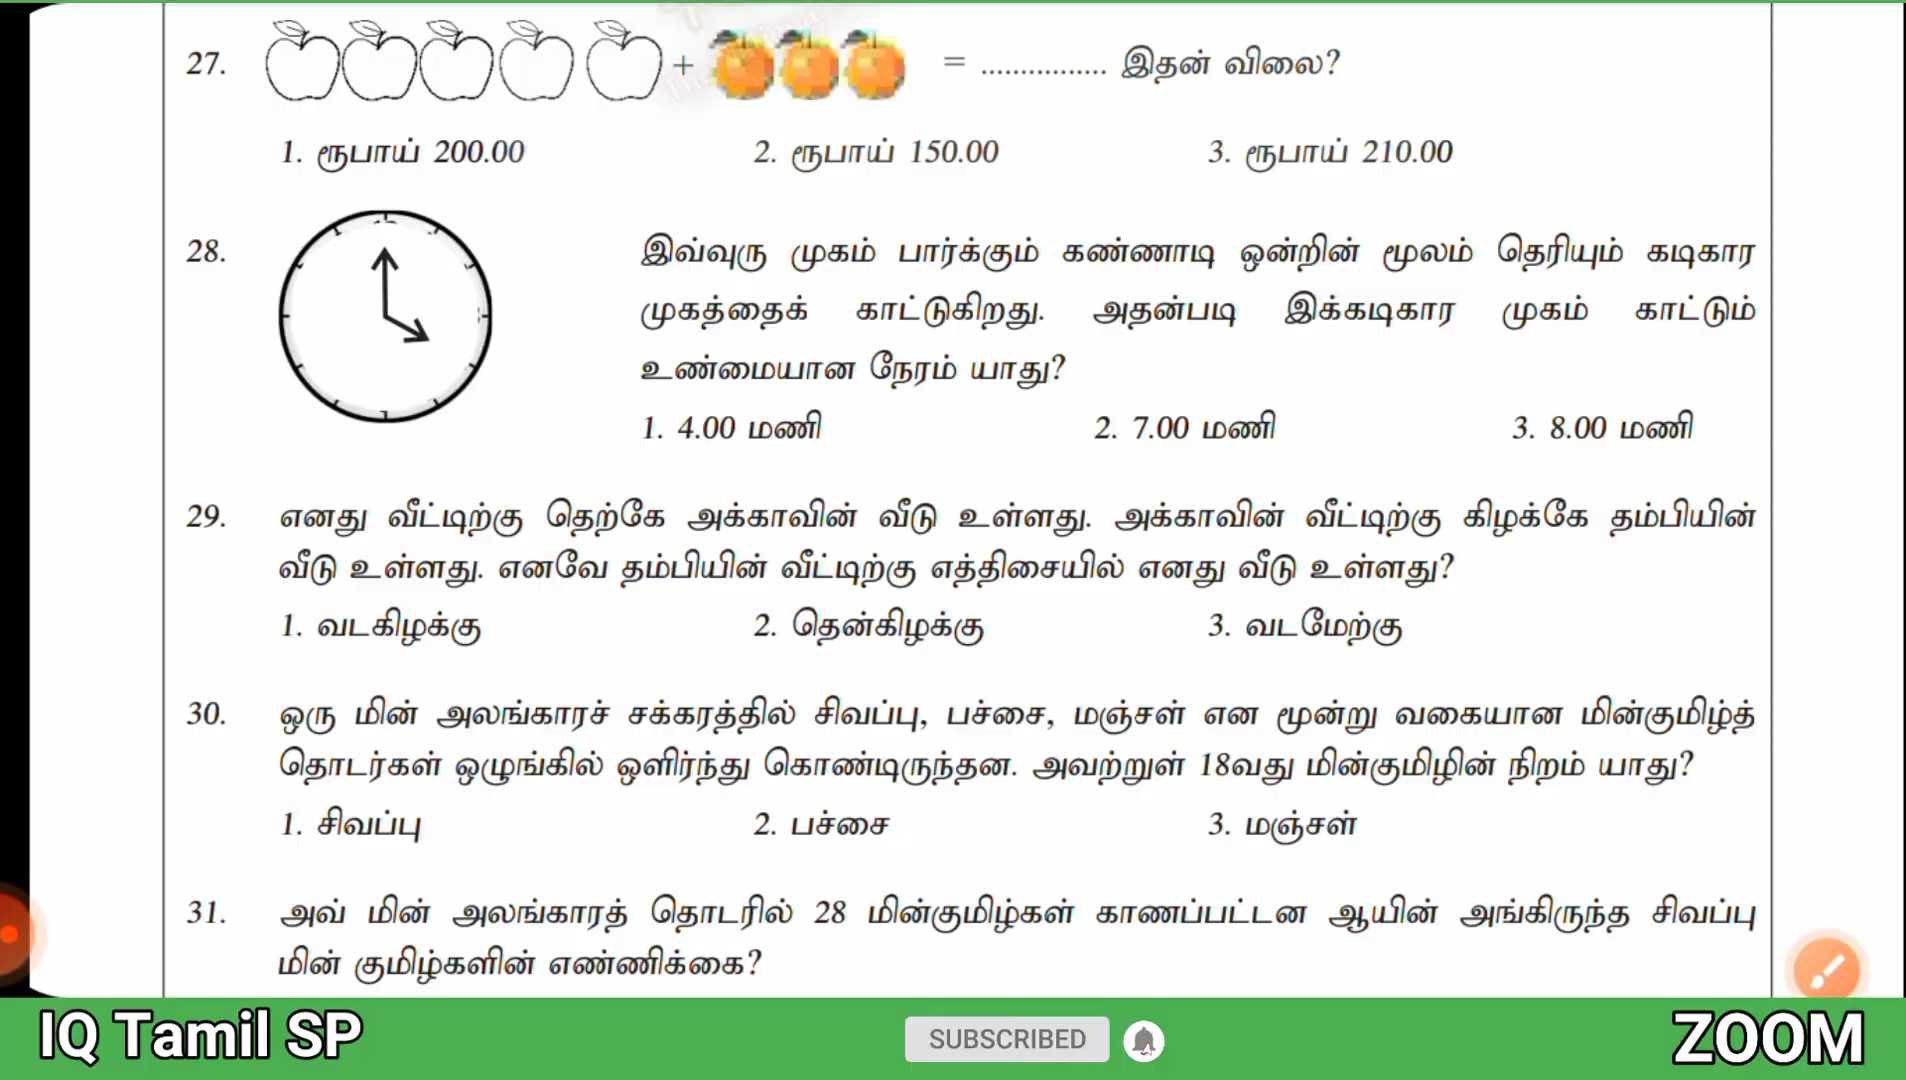 27. + = ................ இதன் விலை?
1. ரூபாய் 200.00 2. ரூபாய் 150.00 3. ரூபாய் 210.00
28. இவ்வுரு முகம் பார்க்கும் கண்ணாடி ஒன்றின் மூலம் தெரியும் கடிகார
முகத்தைக் காட்டுகிறது. அதன்படி இக்கடிகார முகம் காட்டும்
உண்மையான நேரம் யாது?
1. 4.00 மணி 2. 7.00 மணி 3. 8.00 மணி
29. எனது வீட்டிற்கு தெற்கே அக்காவின் வீடு உள்ளது. அக்காவின் வீட்டிற்கு கிழக்கே தம்பியின்
வீடு உள்ளது. எனவே தம்பியின் வீட்டிற்கு எத்திசையில் எனது வீடு உள்ளது?
1. வடகிழக்கு 2. தென்கிழக்கு 3. வடமேற்கு
30. ஒரு மின் அலங்காரச் சக்கரத்தில் சிவப்பு, பச்சை, மஞ்சள் என மூன்று வகையான மின்குமிழ்த்
தொடர்கள் ஒழுங்கில் ஒளிர்ந்து கொண்டிருந்தன. அவற்றுள் 18வது மின்குமிழின் நிறம் யாது?
1. சிவப்பு 2. பச்சை 3. மஞ்சள்
31. அவ் மின் அலங்காரத் தொடரில் 28 மின்குமிழ்கள் காணப்பட்டன ஆயின் அங்கிருந்த சிவப்பு
மின் குமிழ்களின் எண்ணிக்கை?
IQ Tamil SP SUBSCRIBED ZOOM